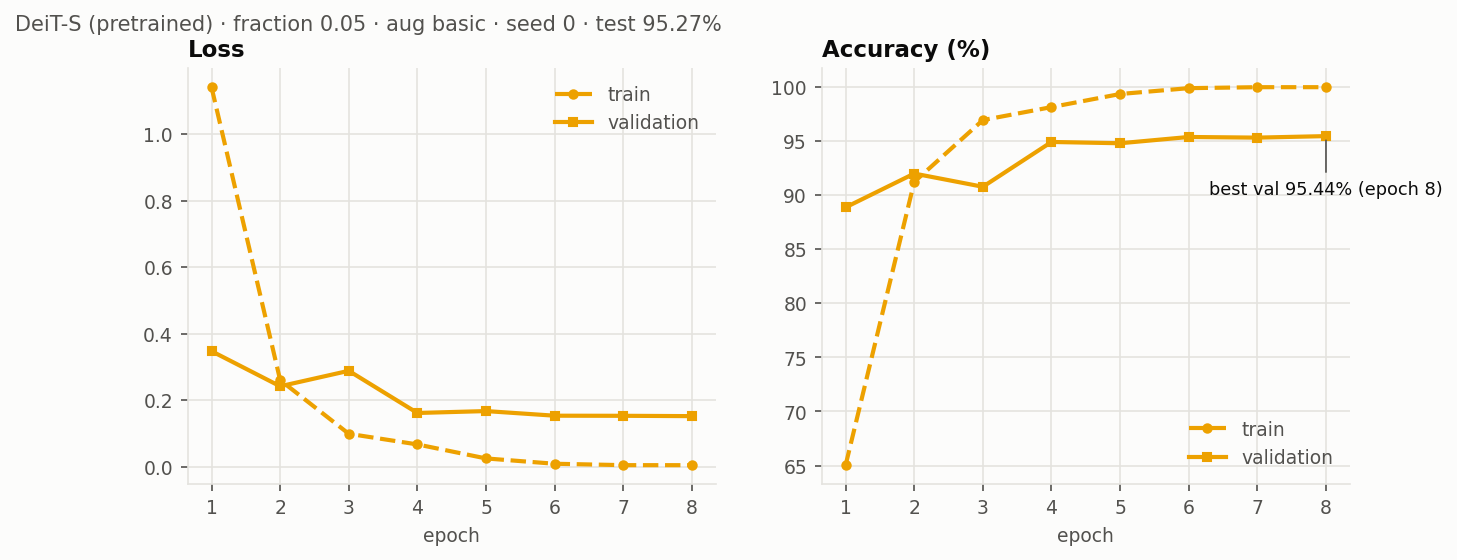 DeiT-S (pretrained) · fraction 0.05 · aug basic · seed 0 · test 95.27%
Loss
train
validation
1.0
0.8
0.6
0.4
0.2
0.0
1 2 3 4 5 6 7 8
epoch
Accuracy (%)
100
95
90
85
80
75
70
65
best val 95.44% (epoch 8)
train
validation
1 2 3 4 5 6 7 8
epoch